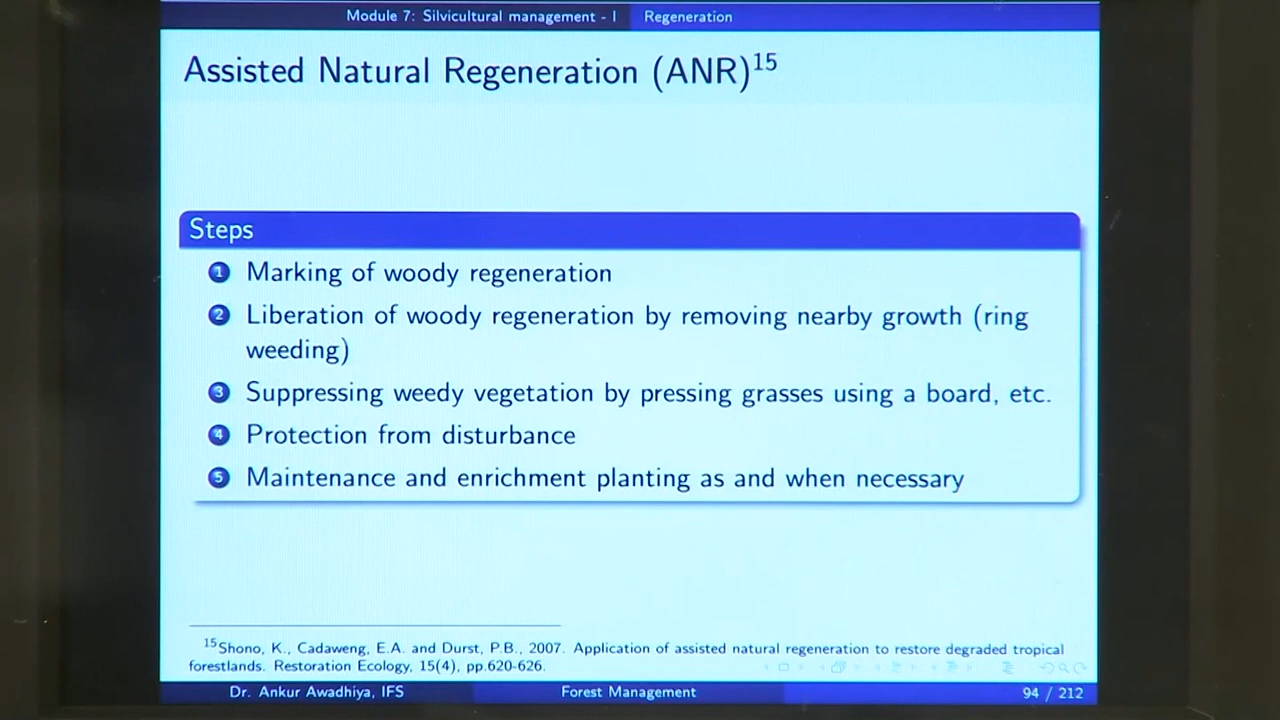 Module 7: Silvicultural management - I Regeneration
Assisted Natural Regeneration (ANR)15
Steps
1 Marking of woody regeneration
2 Liberation of woody regeneration by removing nearby growth (ring
weeding)
3 Suppressing weedy vegetation by pressing grasses using a board, etc.
4 Protection from disturbance
5 Maintenance and enrichment planting as and when necessary
15Shono, K., Cadaweng, E.A. and Durst, P.B., 2007. Application of assisted natural regeneration to restore degraded tropical
forestlands. Restoration Ecology, 15(4), pp.620-626.
Dr. Ankur Awadhiya, IFS Forest Management 94 / 212